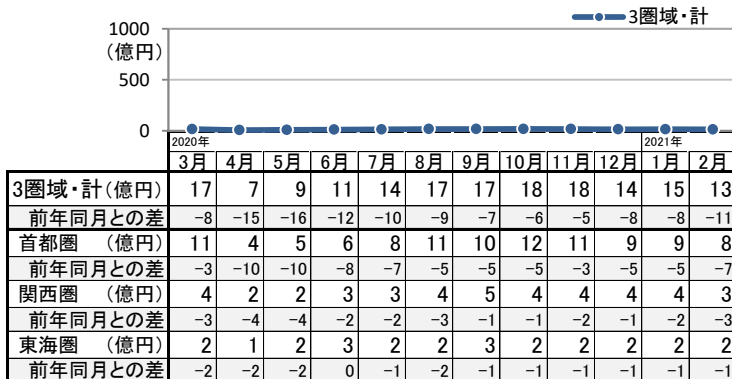 3圏域・計
1000
(億円)
500
0
2020年 2021年
3月 4月 5月 6月 7月 8月 9月 10月 11月 12月 1月 2月
3圏域・計(億円) 17 7 9 11 14 17 17 18 18 14 15 13
前年同月との差 -8 -15 -16 -12 -10 -9 -7 -6 -5 -8 -8 -11
首都圏 (億円) 11 4 5 6 8 11 10 12 11 9 9 8
前年同月との差 -3 -10 -10 -8 -7 -5 -5 -5 -3 -5 -5 -7
関西圏 (億円) 4 2 2 3 3 4 5 4 4 4 4 3
前年同月との差 -3 -4 -4 -2 -2 -3 -1 -1 -2 -1 -2 -3
東海圏 (億円) 2 1 2 3 2 2 3 2 2 2 2 2
前年同月との差 -2 -2 -2 0 -1 -2 -1 -1 -1 -1 -1 -1